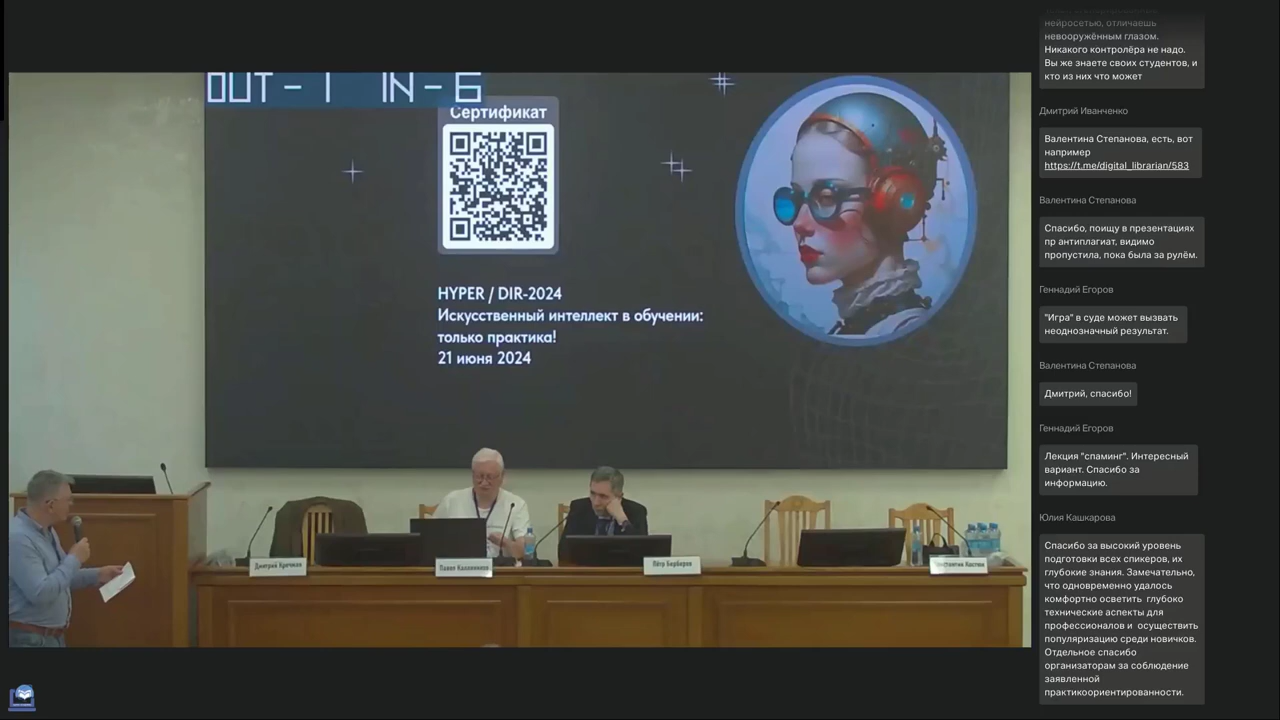 OUT-1 IN-6
Сертификат
HYPER / DIR-2024
Искусственный интеллект в обучении:
только практика!
21 июня 2024
Дмитрий Крючков
Павел Калинников
Пётр Бирберов
Константин Костюк
нейросетью, отличаешь
невооружённым глазом.
Никакого контролёра не надо.
Вы же знаете своих студентов, и
кто из них что может
Дмитрий Иванченко
Валентина Степанова, есть, вот
например
https://t.me/digital_librarian/583
Валентина Степанова
Спасибо, поищу в презентациях
пр антиплагиат, видимо
пропустила, пока была за рулём.
Геннадий Егоров
"Игра" в суде может вызвать
неоднозначный результат.
Валентина Степанова
Дмитрий, спасибо!
Геннадий Егоров
Лекция "спаминг". Интересный
вариант. Спасибо за
информацию.
Юлия Кашкарова
Спасибо за высокий уровень
подготовки всех спикеров, их
глубокие знания. Замечательно,
что одновременно удалось
комфортно осветить глубоко
технические аспекты для
профессионалов и осуществить
популяризацию среди новичков.
Отдельное спасибо
организаторам за соблюдение
заявленной
практикоориентированности.